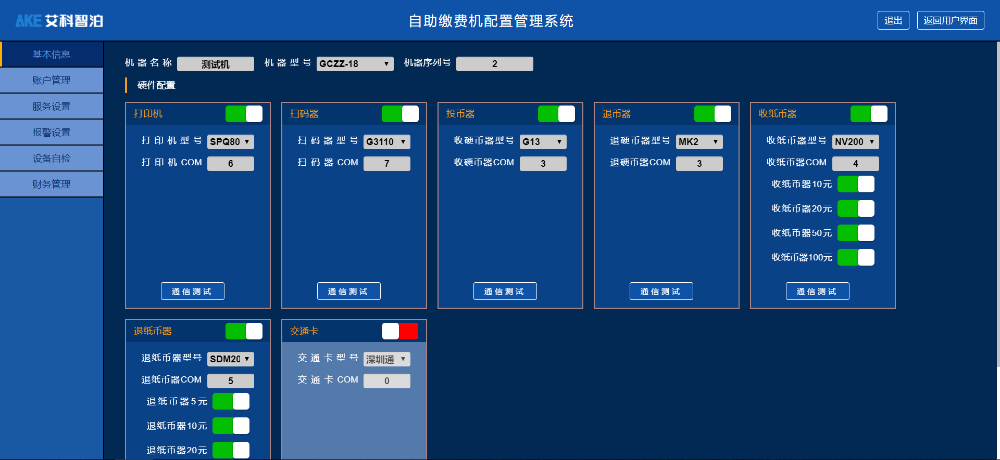 AKE 艾科智泊
自助缴费机配置管理系统
退出
返回用户界面
基本信息
账户管理
服务设置
报警设置
设备自检
财务管理
机器名称 测试机 机器型号 GCZZ-18 机器序列号 2
硬件配置
打印机
打印机型号 SPQ80
打印机COM 6
通信测试
扫码器
扫码器型号 G3110
扫码器COM 7
通信测试
投币器
收硬币器型号 G13
收硬币器COM 3
通信测试
退币器
退硬币器型号 MK2
退硬币器COM 3
通信测试
收纸币器
收纸币器型号 NV200
收纸币器COM 4
收纸币器10元
收纸币器20元
收纸币器50元
收纸币器100元
通信测试
退纸币器
退纸币器型号 SDM20
退纸币器COM 5
退纸币器5元
退纸币器10元
退纸币器20元
交通卡
交通卡型号 深圳通
交通卡COM 0